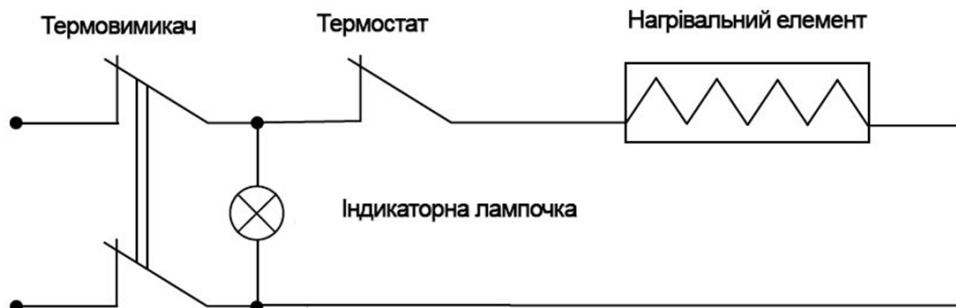 Термовимикач
Термостат
Нагрівальний елемент
Індикаторна лампочка